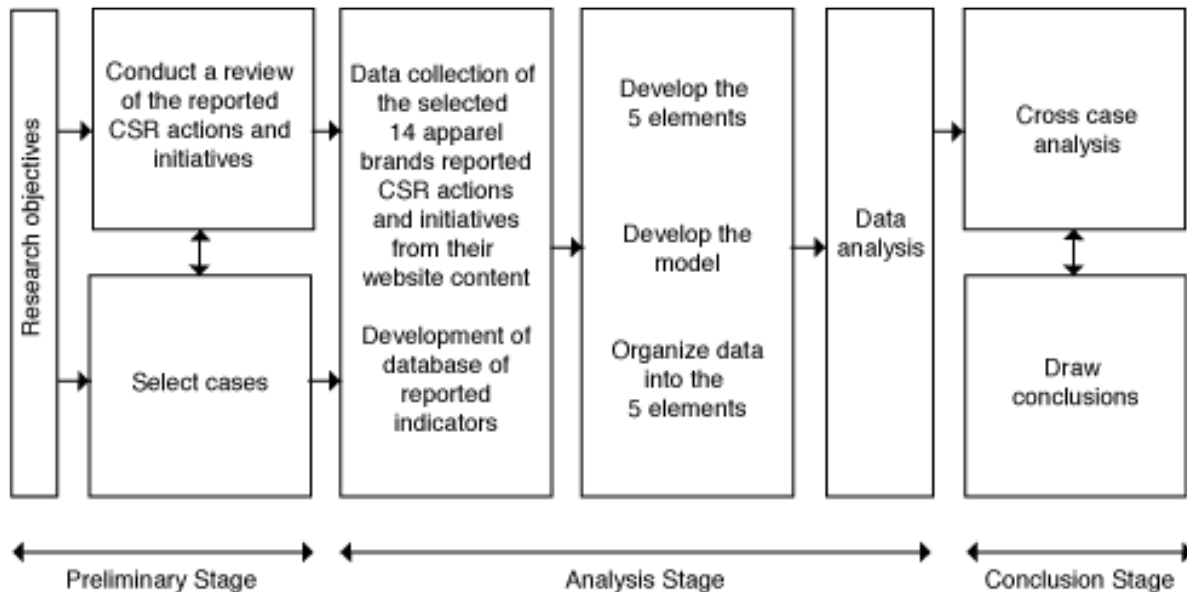 Research objectives
Conduct a review
of the reported
CSR actions and
initiatives
Select cases
Data collection of
the selected
14 apparel
brands reported
CSR actions
and initiatives
from their
website content
Development of
database of
reported
indicators
Develop the
5 elements
Develop the
model
Organize data
into the
5 elements
Data
analysis
Cross case
analysis
Draw
conclusions
Preliminary Stage
Analysis Stage
Conclusion Stage